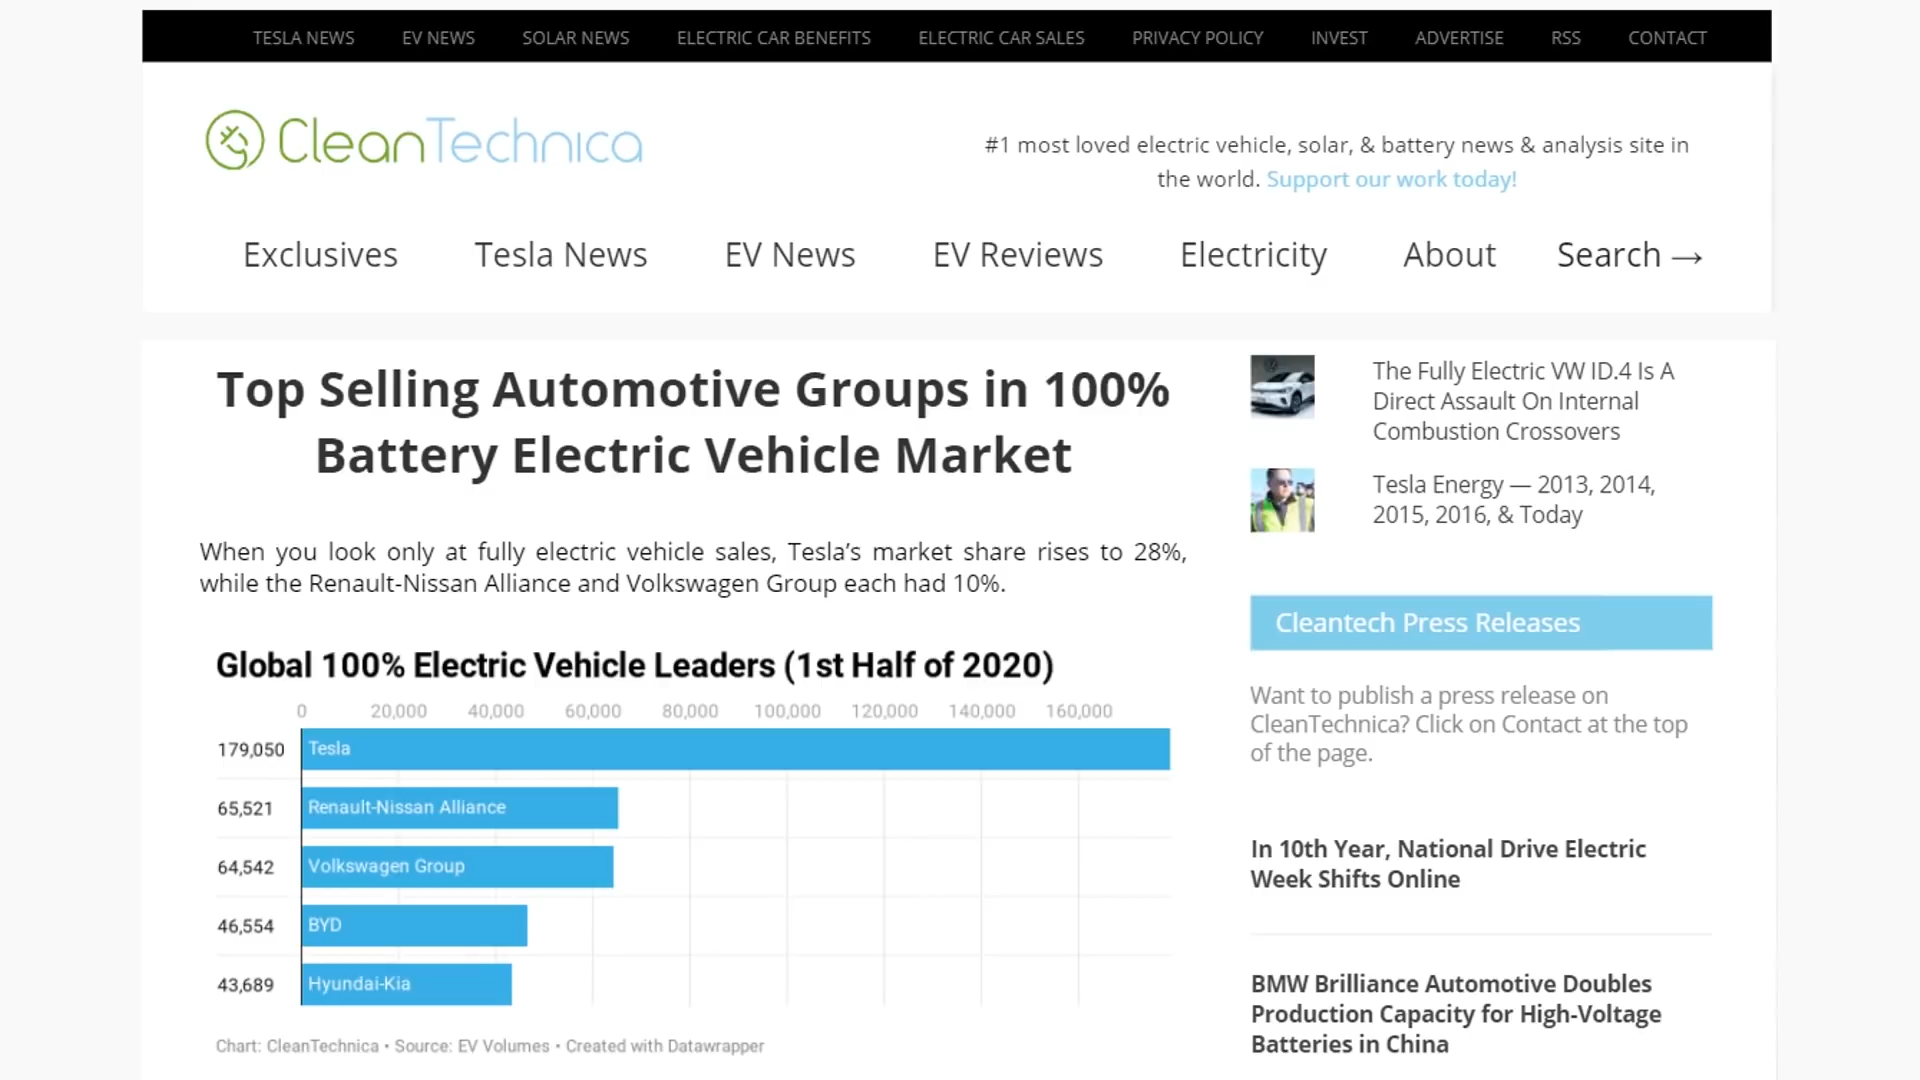 TESLA NEWS EV NEWS SOLAR NEWS ELECTRIC CAR BENEFITS ELECTRIC CAR SALES PRIVACY POLICY INVEST ADVERTISE RSS CONTACT
CleanTechnica
#1 most loved electric vehicle, solar, & battery news & analysis site in
the world. Support our work today!
Exclusives Tesla News EV News EV Reviews Electricity About Search →
Top Selling Automotive Groups in 100%
Battery Electric Vehicle Market
When you look only at fully electric vehicle sales, Tesla's market share rises to 28%,
while the Renault-Nissan Alliance and Volkswagen Group each had 10%.
Global 100% Electric Vehicle Leaders (1st Half of 2020)
0 20,000 40,000 60,000 80,000 100,000 120,000 140,000 160,000
179,050 Tesla
65,521 Renault-Nissan Alliance
64,542 Volkswagen Group
46,554 BYD
43,689 Hyundai-Kia
Chart: CleanTechnica • Source: EV Volumes • Created with Datawrapper
The Fully Electric VW ID.4 Is A
Direct Assault On Internal
Combustion Crossovers
Tesla Energy — 2013, 2014,
2015, 2016, & Today
Cleantech Press Releases
Want to publish a press release on
CleanTechnica? Click on Contact at the top
of the page.
In 10th Year, National Drive Electric
Week Shifts Online
BMW Brilliance Automotive Doubles
Production Capacity for High-Voltage
Batteries in China